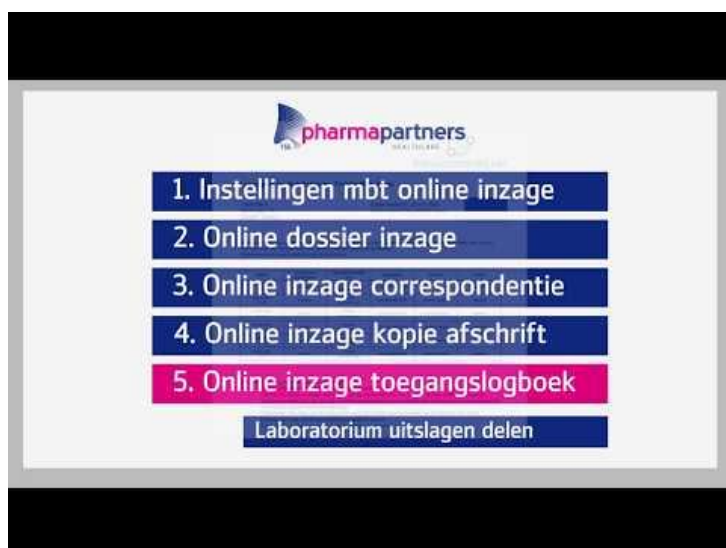 pharmapartners
HEALTHCARE
1. Instellingen mbt online inzage
2. Online dossier inzage
3. Online inzage correspondentie
4. Online inzage kopie afschrift
5. Online inzage toegangslogboek
Laboratorium uitslagen delen